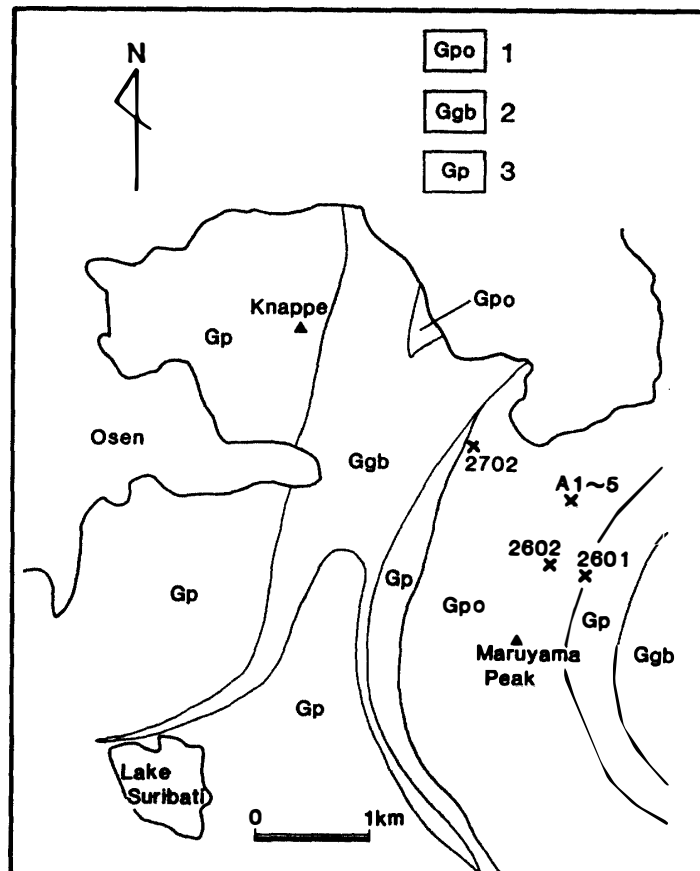 N
Gpo 1
Ggb 2
Gp 3
Knappe
Gpo
Gp
Osen
Ggb
2702
A1~5
2602
2601
Gp
Gp
Gpo
Gp
Maruyama
Peak
Ggb
Gp
Lake
Suribati
0
1km